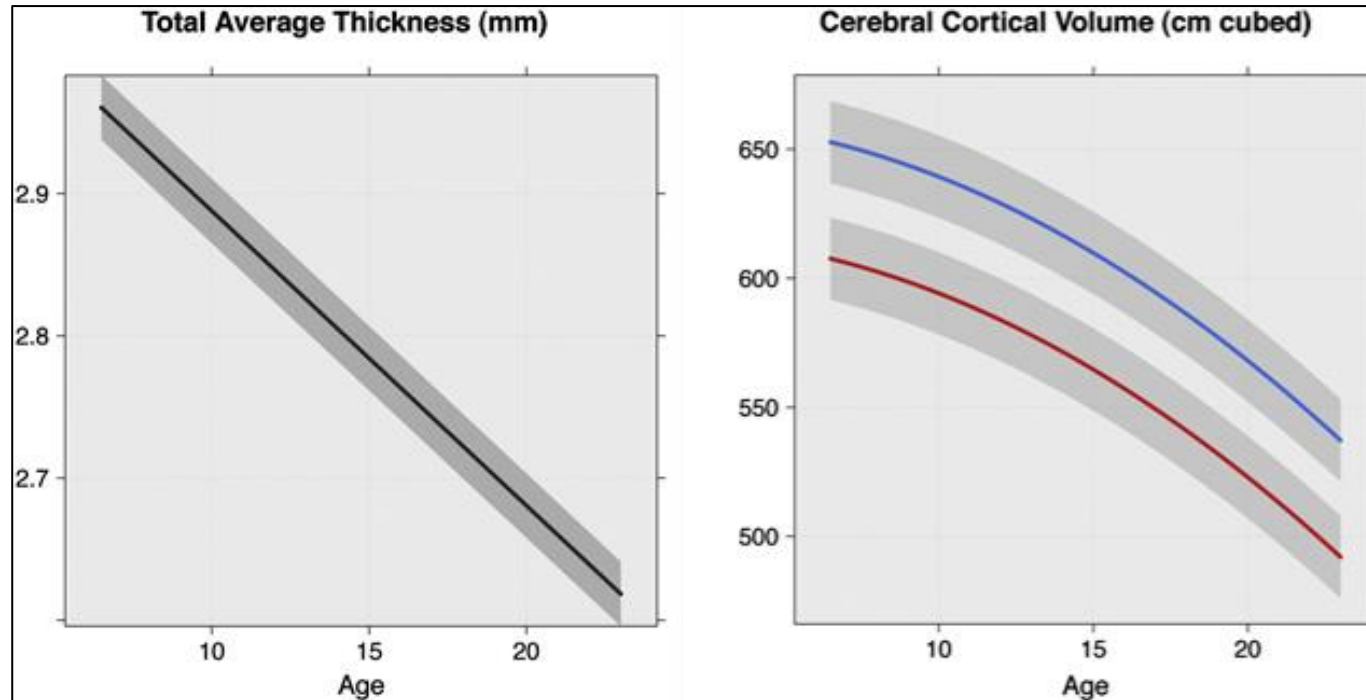 Total Average Thickness (mm)
2.9
2.8
2.7
10 15 20
Age
Cerebral Cortical Volume (cm cubed)
650
600
550
500
10 15 20
Age